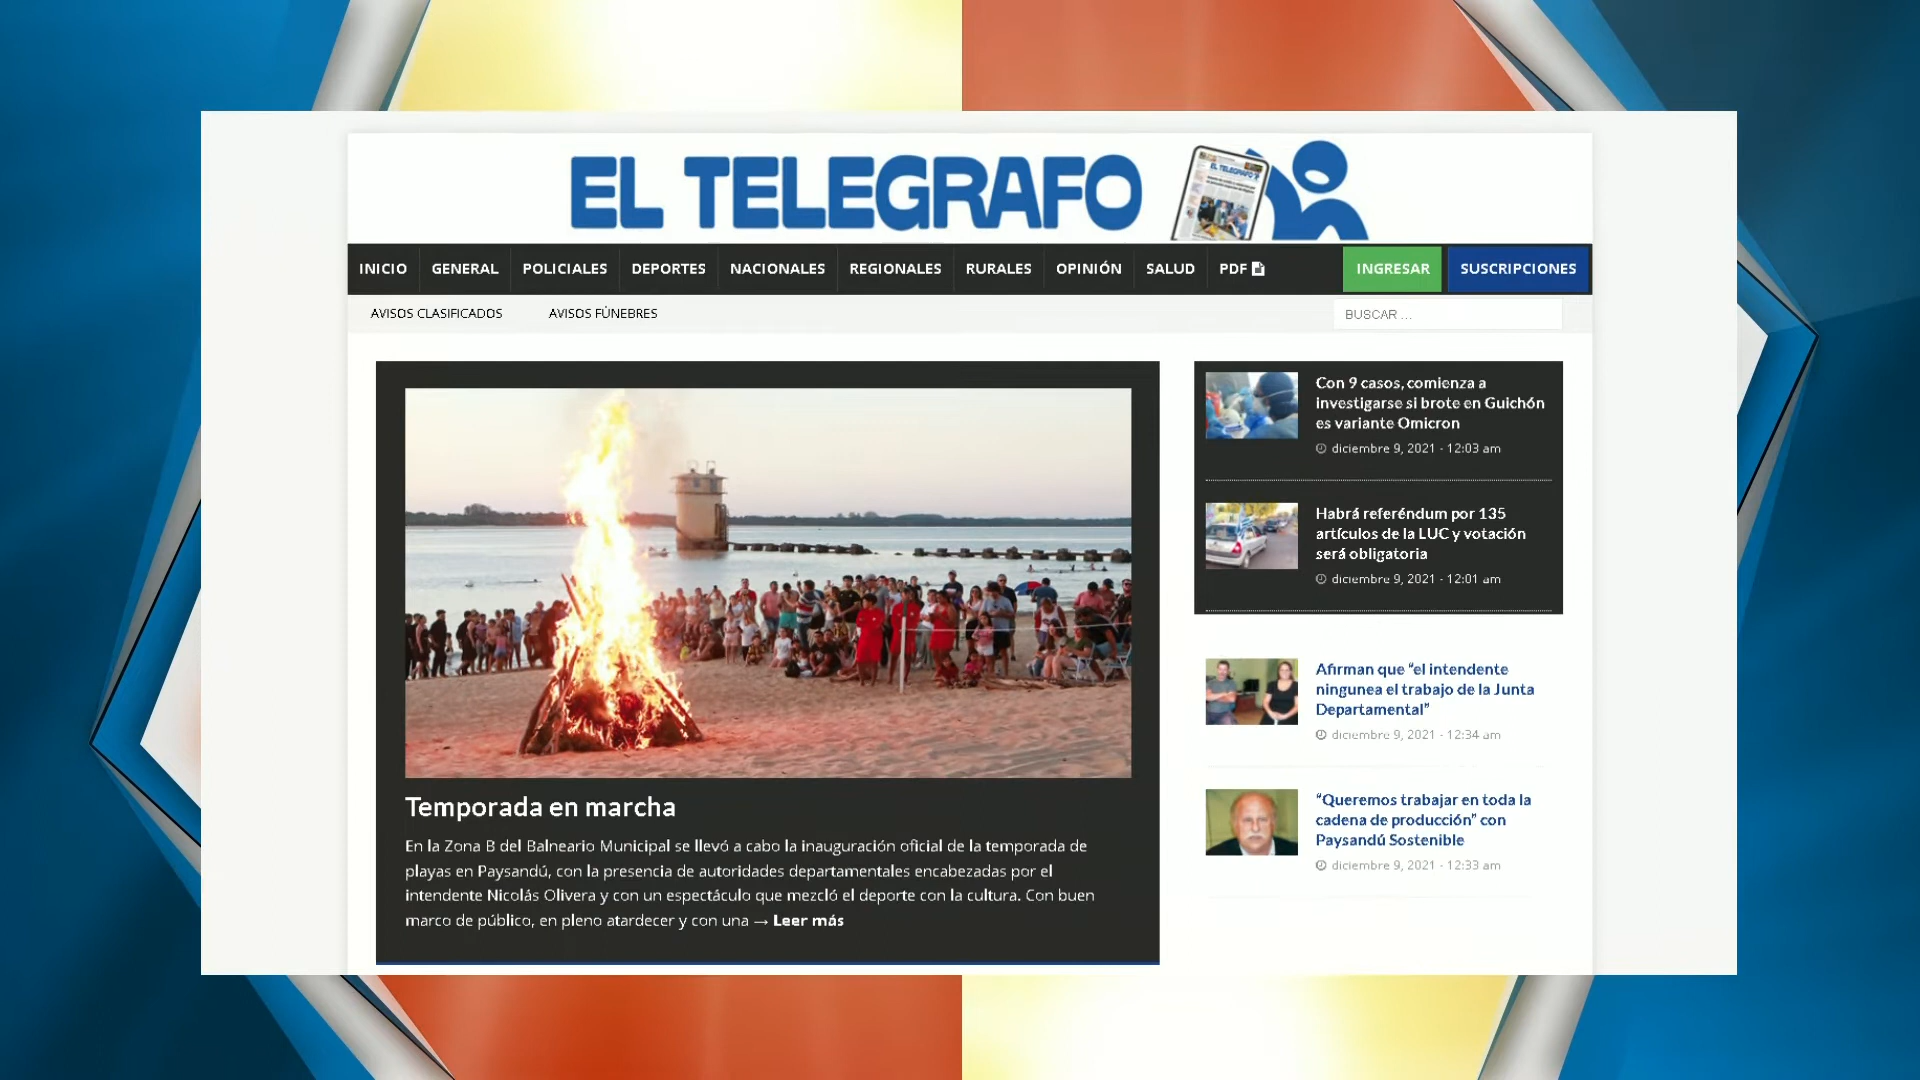 EL TELEGRAFO
EL TELEGRAFO
INICIO GENERAL POLICIALES DEPORTES NACIONALES REGIONALES RURALES OPINIÓN SALUD PDF INGRESAR SUSCRIPCIONES
AVISOS CLASIFICADOS AVISOS FÚNEBRES BUSCAR ...
Temporada en marcha
En la Zona B del Balneario Municipal se llevó a cabo la inauguración oficial de la temporada de
playas en Paysandú, con la presencia de autoridades departamentales encabezadas por el
intendente Nicolás Olivera y con un espectáculo que mezcló el deporte con la cultura. Con buen
marco de público, en pleno atardecer y con una → Leer más
Con 9 casos, comienza a
investigarse si brote en Guichón
es variante Omicron
diciembre 9, 2021 - 12:03 am
Habrá referéndum por 135
artículos de la LUC y votación
será obligatoria
diciembre 9, 2021 - 12:01 am
Afirman que “el intendente
ningunea el trabajo de la Junta
Departamental”
diciembre 9, 2021 - 12:34 am
“Queremos trabajar en toda la
cadena de producción” con
Paysandú Sostenible
diciembre 9, 2021 - 12:33 am